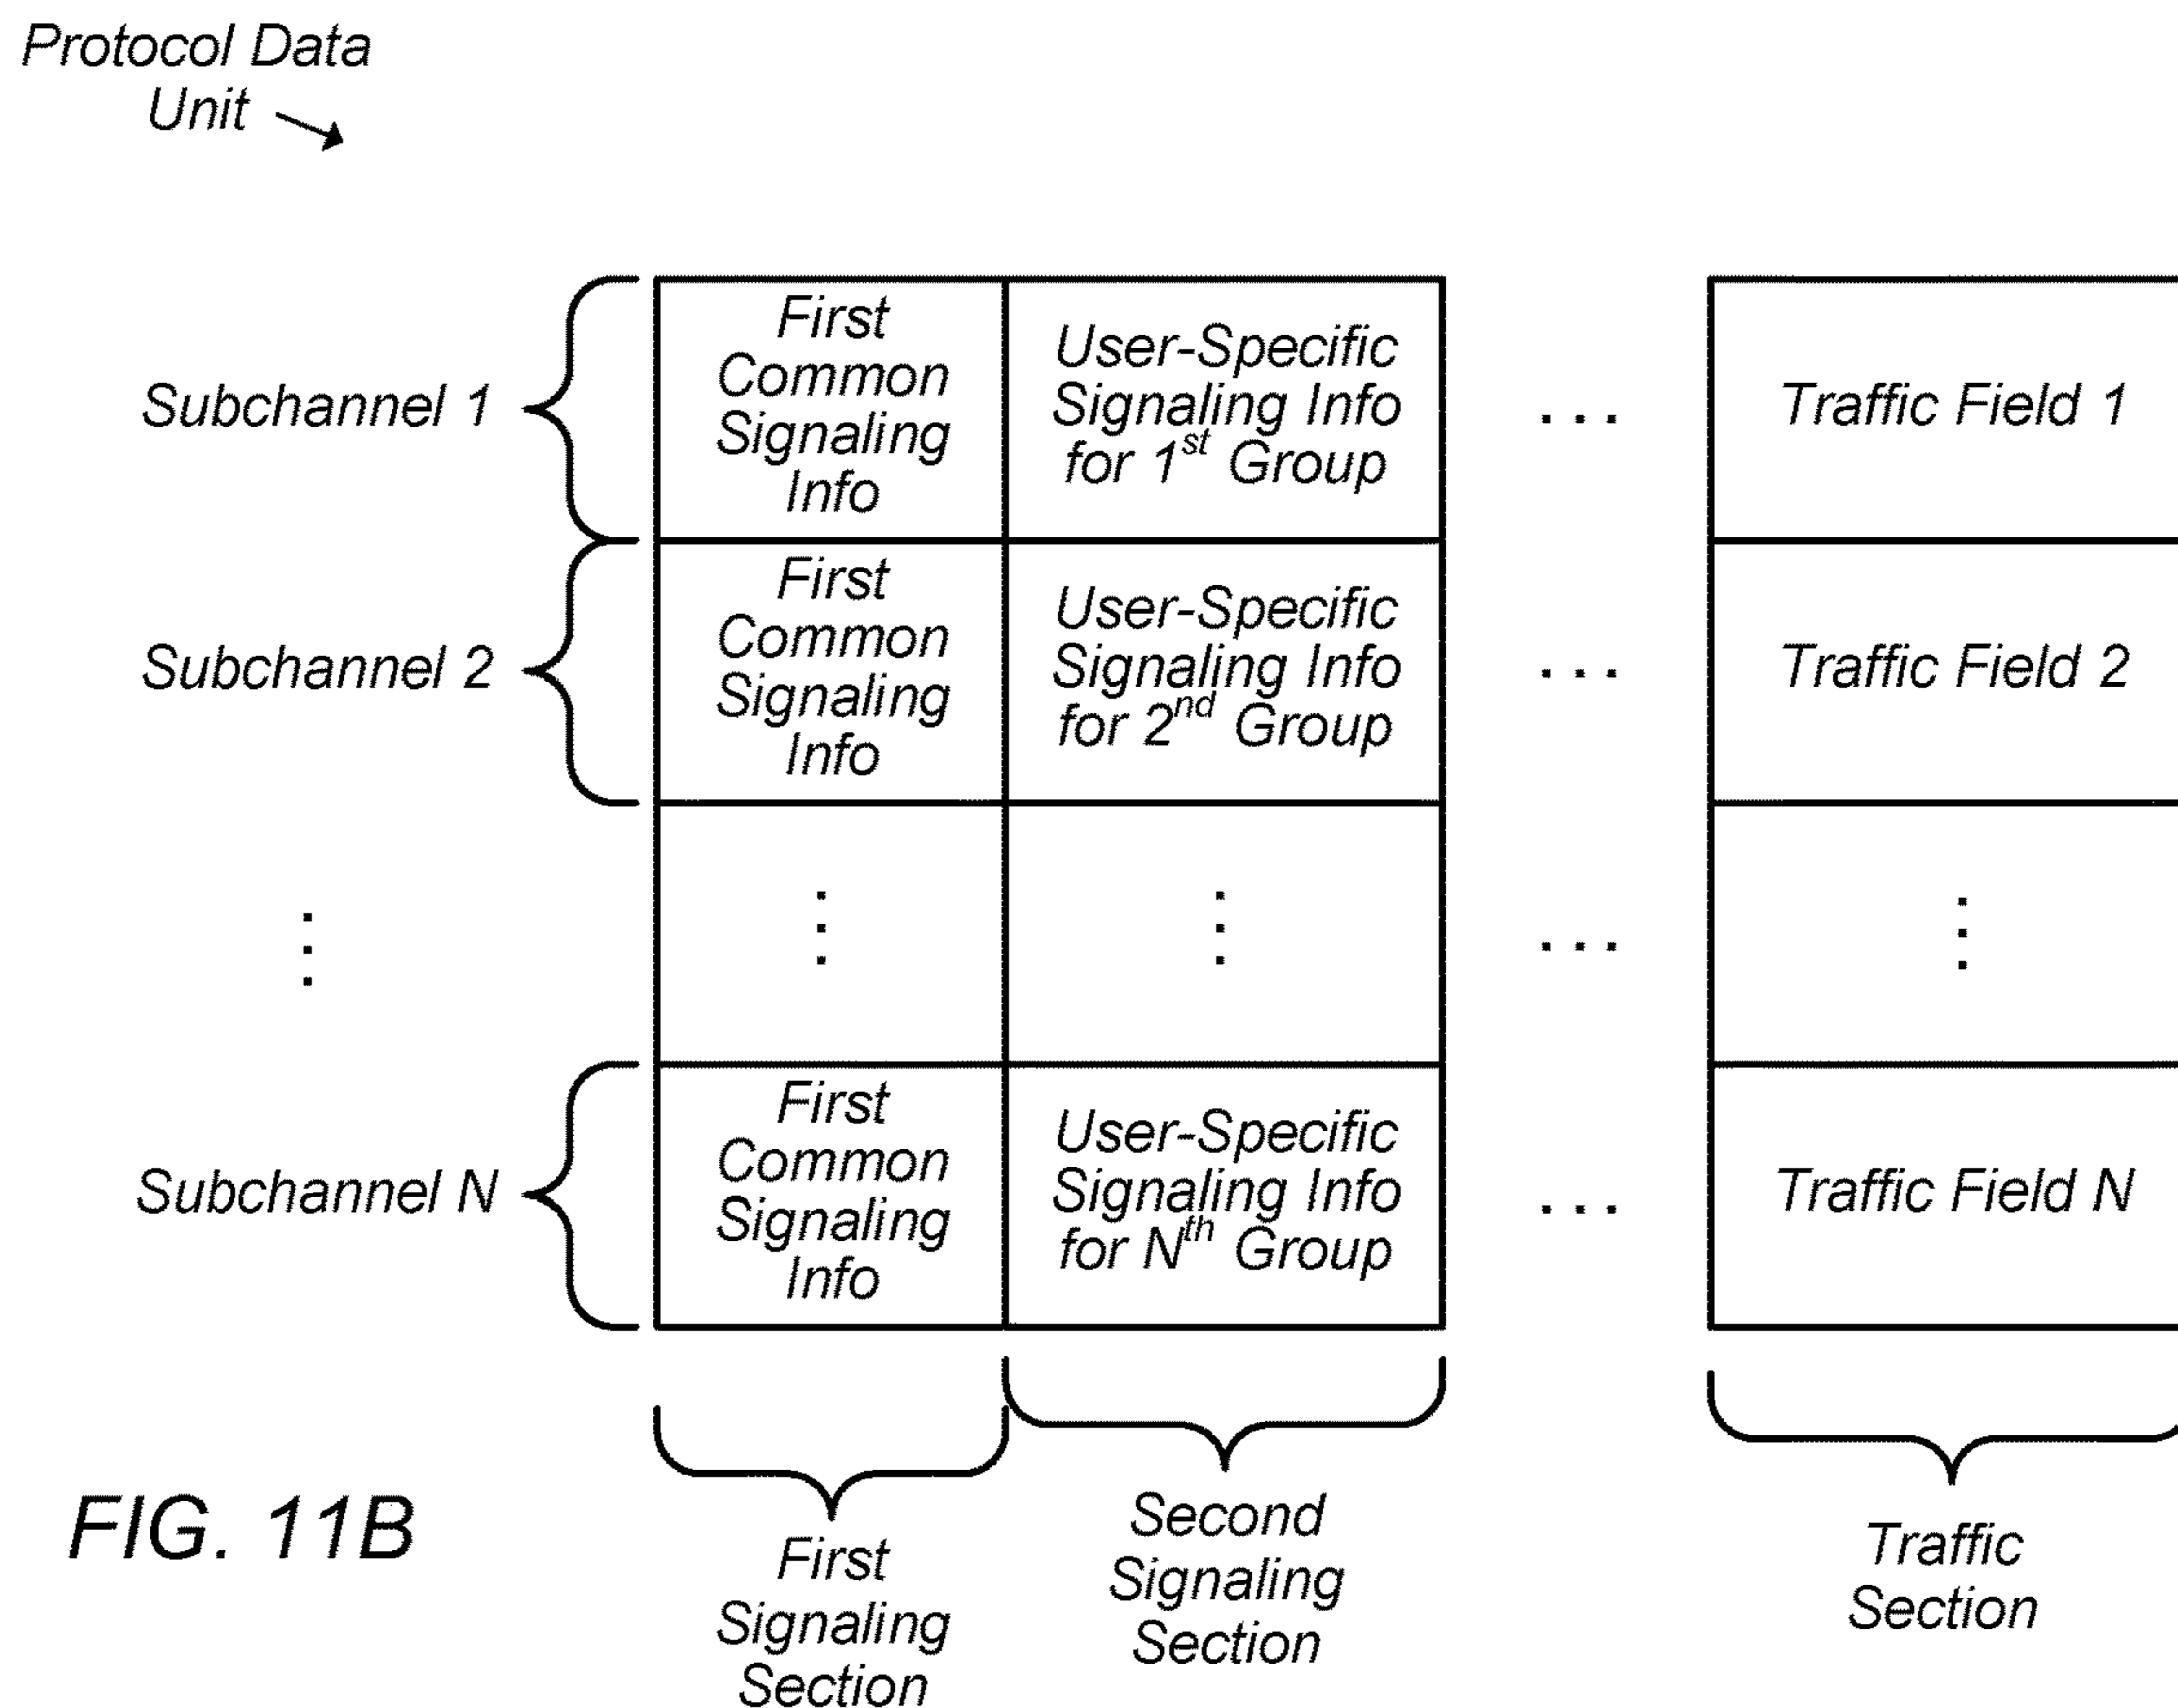 Protocol Data
Unit
Subchannel 1
First
Common
Signaling
Info
User-Specific
Signaling Info
for 1st Group
. . .
Traffic Field 1
Subchannel 2
First
Common
Signaling
Info
User-Specific
Signaling Info
for 2nd Group
. . .
Traffic Field 2
. . .
Subchannel N
First
Common
Signaling
Info
User-Specific
Signaling Info
for Nth Group
. . .
Traffic Field N
First
Signaling
Section
Second
Signaling
Section
Traffic
Section
FIG. 11B